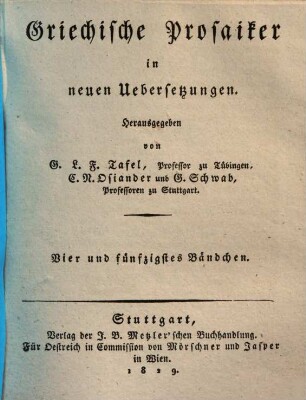 Griechische Prosaiker
in
neuen Uebersetzungen.
Herausgegeben
von
G. L. F. Tafel, Professor zu Tübingen,
C. N. Osiander und G. Schwab,
Professoren zu Stuttgart.
Vier und fünfzigstes Bändchen.
Stuttgart,
Verlag der J. B. Metzler'schen Buchhandlung.
Für Oestreich in Commission von Mörschner und Jasper
in Wien.
1829.